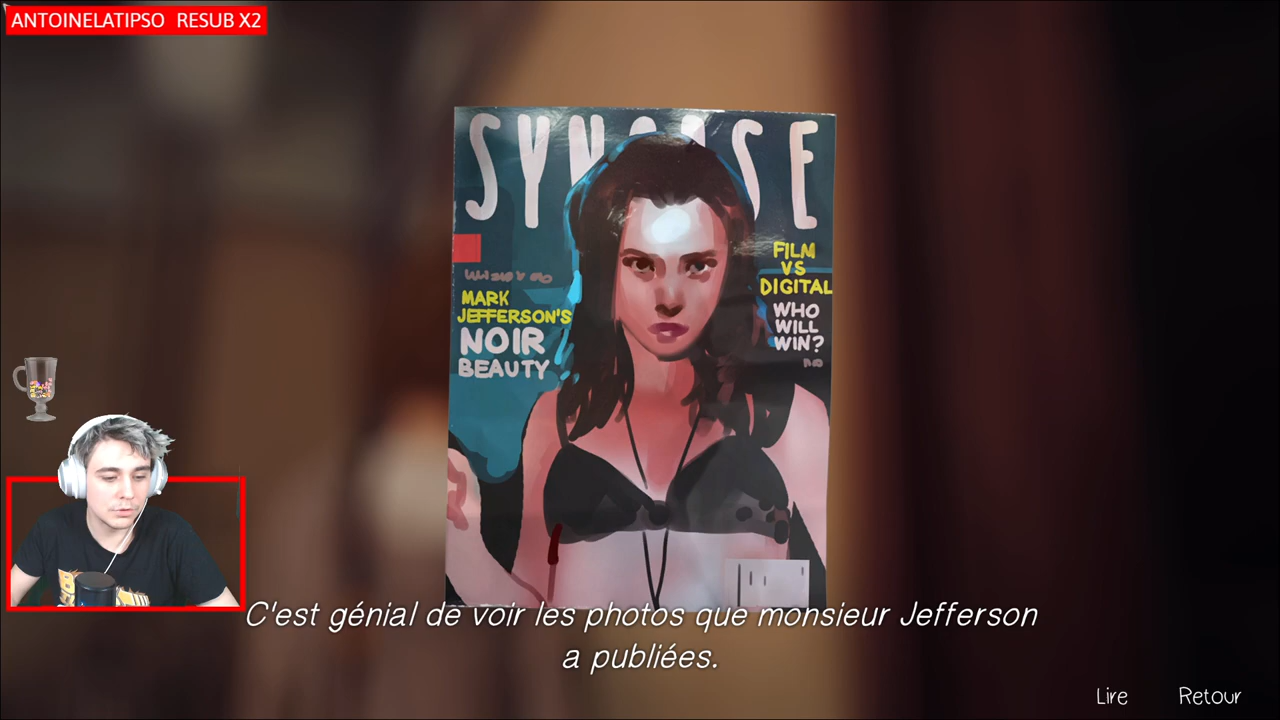 ANTOINELATIPSO RESUB X2
FILM
VS
DIGITAL
MARK
JEFFERSON'S
NOIR
BEAUTY
WHO
WILL
WIN?
C'est génial de voir les photos que monsieur Jefferson
a publiées.
Lire Retour